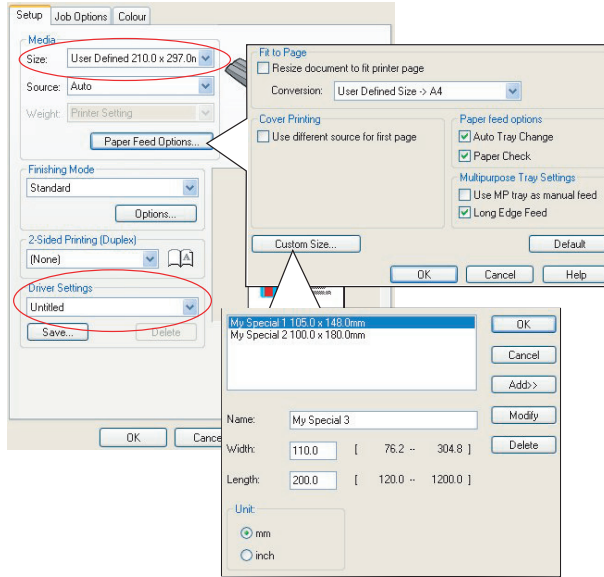 Setup Job Options Colour
Media
Size: User Defined 210.0 x 297.0n
Source: Auto
Weight: Printer Setting
Paper Feed Options...
Finishing Mode
Standard
Options...
2-Sided Printing (Duplex)
(None)
A
Driver Settings
Untitled
Save... Delete
OK Cance
Fit to Page
Resize document to fit printer page
Conversion: User Defined Size -> A4
Cover Printing
Use different source for first page
Paper feed options
Auto Tray Change
Paper Check
Multipurpose Tray Settings
Use MP tray as manual feed
Long Edge Feed
Custom Size... Default
OK Cancel Help
My Special 1 105.0 x 148.0mm
My Special 2 100.0 x 180.0mm
OK
Cancel
Add>>
Modify
Delete
Name: My Special 3
Width: 110.0 [ 76.2 -- 304.8 ]
Length: 200.0 [ 120.0 -- 1200.0 ]
Unit
mm
inch